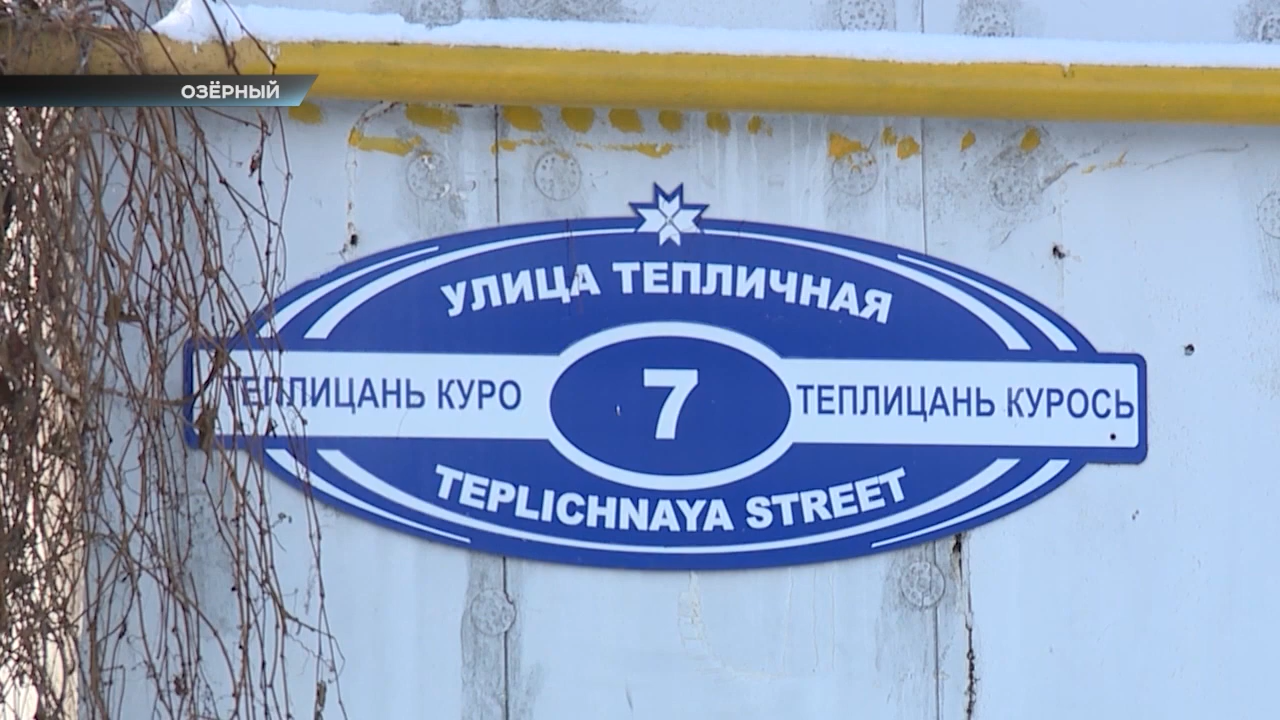 ОЗЁРНЫЙ
УЛИЦА ТЕПЛИЧНАЯ
ТЕПЛИЦАНЬ КУРО
7
ТЕПЛИЦАНЬ КУРОСЬ
TEPLICHNAYA STREET